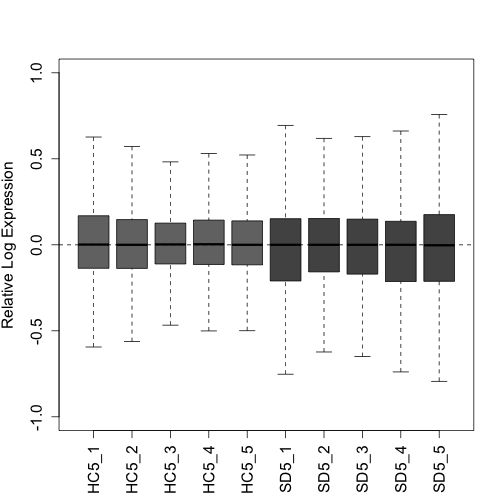 Relative Log Expression
1.0
0.5
0.0
-0.5
-1.0
HC5_1
HC5_2
HC5_3
HC5_4
HC5_5
SD5_1
SD5_2
SD5_3
SD5_4
SD5_5